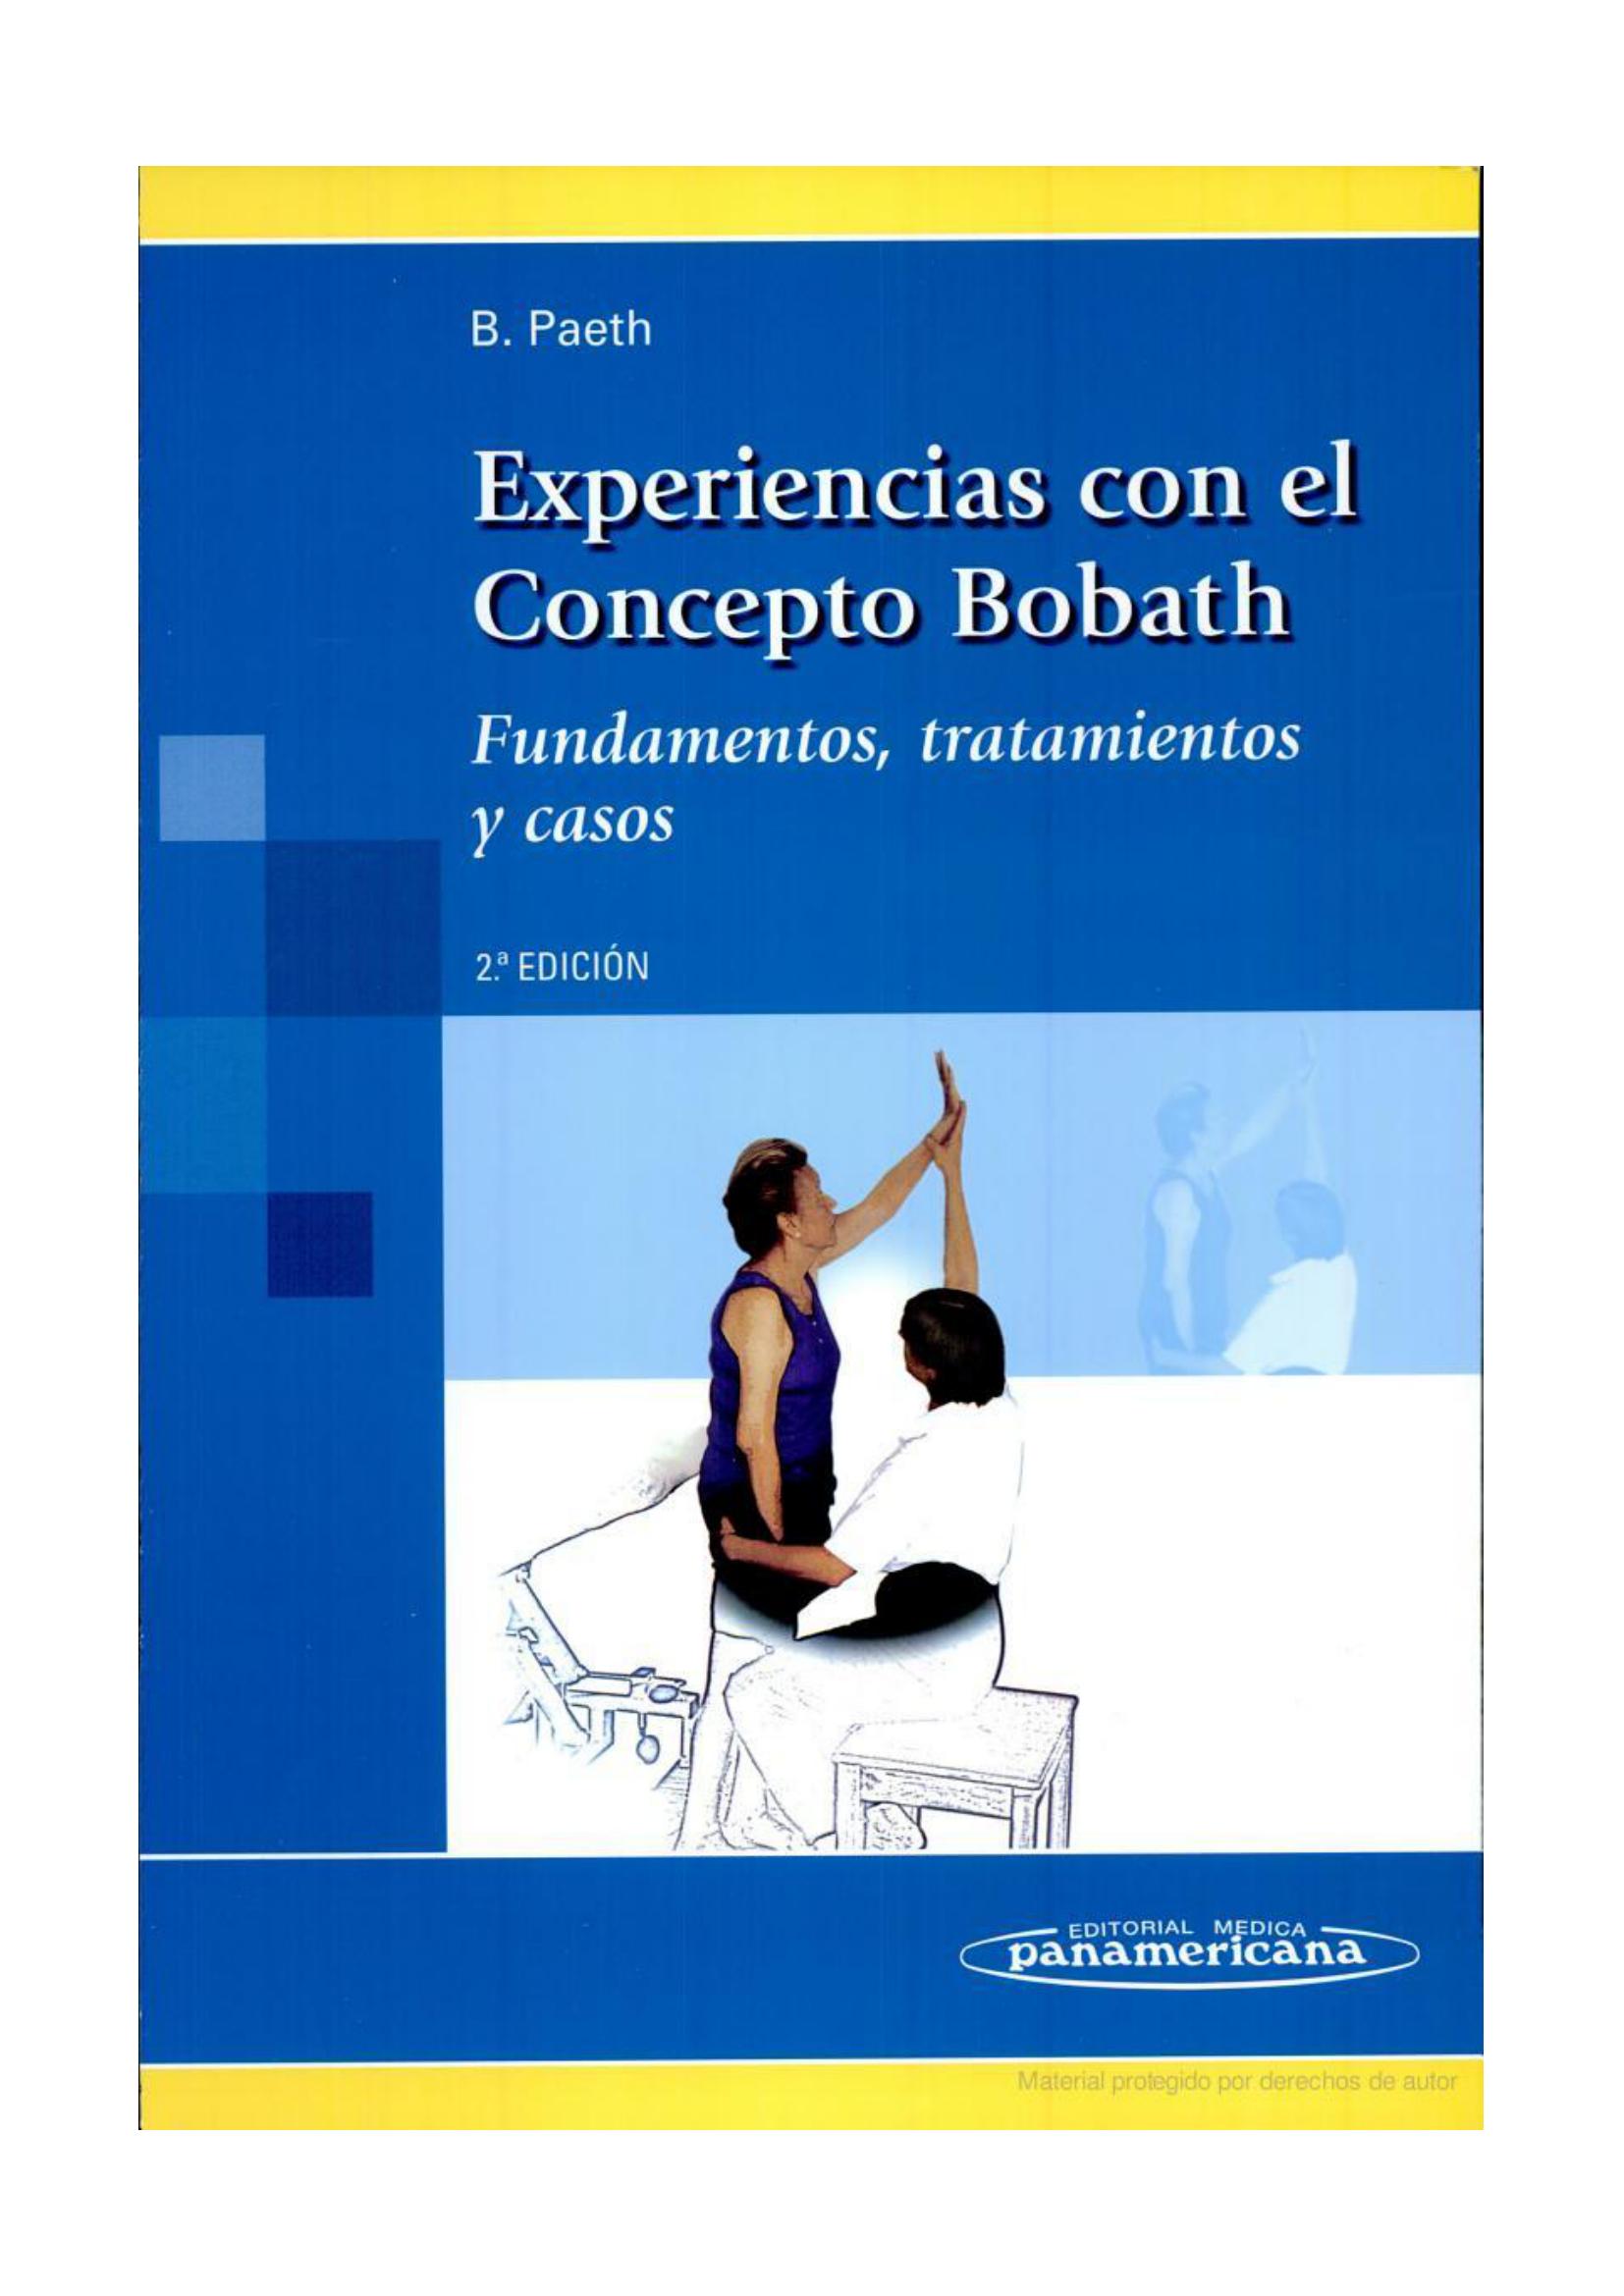 B. Paeth
Experiencias con el
Concepto Bobath
Fundamentos, tratamientos
y casos
2.ª EDICIÓN
EDITORIAL MEDICA
panamericana
Material protegido por derechos de autor